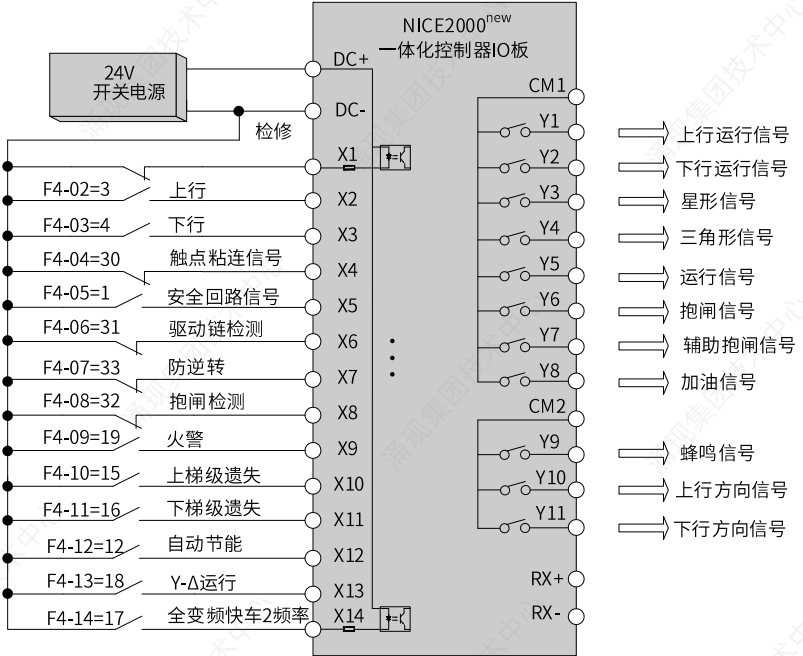 NICE2000new
一体化控制器IO板
24V
开关电源
DC+
DC-
检修
X1
F4-02=3 上行 X2
F4-03=4 下行 X3
F4-04=30 触点粘连信号 X4
F4-05=1 安全回路信号 X5
F4-06=31 驱动链检测 X6
F4-07=33 防逆转 X7
F4-08=32 抱闸检测 X8
F4-09=19 火警 X9
F4-10=15 上梯级遗失 X10
F4-11=16 下梯级遗失 X11
F4-12=12 自动节能 X12
F4-13=18 Y-Δ运行 X13
F4-14=17 全变频快车2频率 X14
CM1
Y1 上行运行信号
Y2 下行运行信号
Y3 星形信号
Y4 三角形信号
Y5 运行信号
Y6 抱闸信号
Y7 辅助抱闸信号
Y8 加油信号
CM2
Y9 蜂鸣信号
Y10 上行方向信号
Y11 下行方向信号
RX+
RX-
涌现集团技术中心